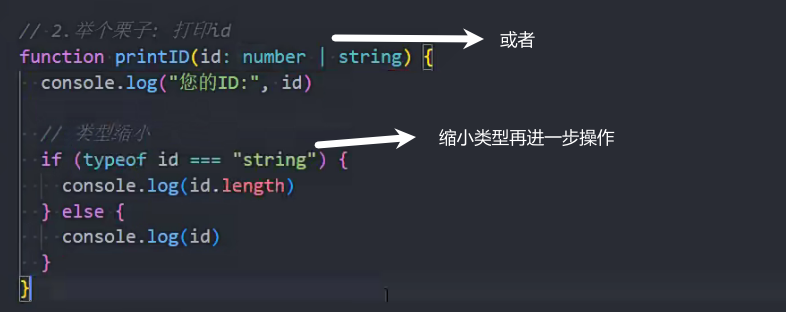 // 2.举个栗子: 打印id
或者
function printID(id: number | string) {
console.log("您的ID:", id)
// 类型缩小
缩小类型再进一步操作
if (typeof id === "string") {
console.log(id.length)
} else {
console.log(id)
}
}